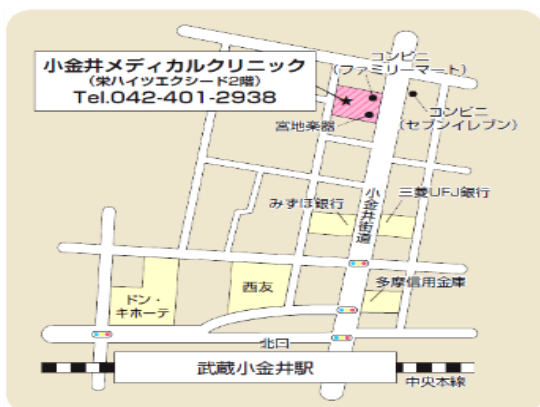 小金井メディカルクリニック
(栄ハイツエクシード2階)
Tel.042-401-2938
コンビニ
(ファミリーマート)
コンビニ
(セブンイレブン)
宮地楽器
小金井街道
みずほ銀行
三菱UFJ銀行
多摩信用金庫
西友
ドン・
キホーテ
北口
武蔵小金井駅
中央本線